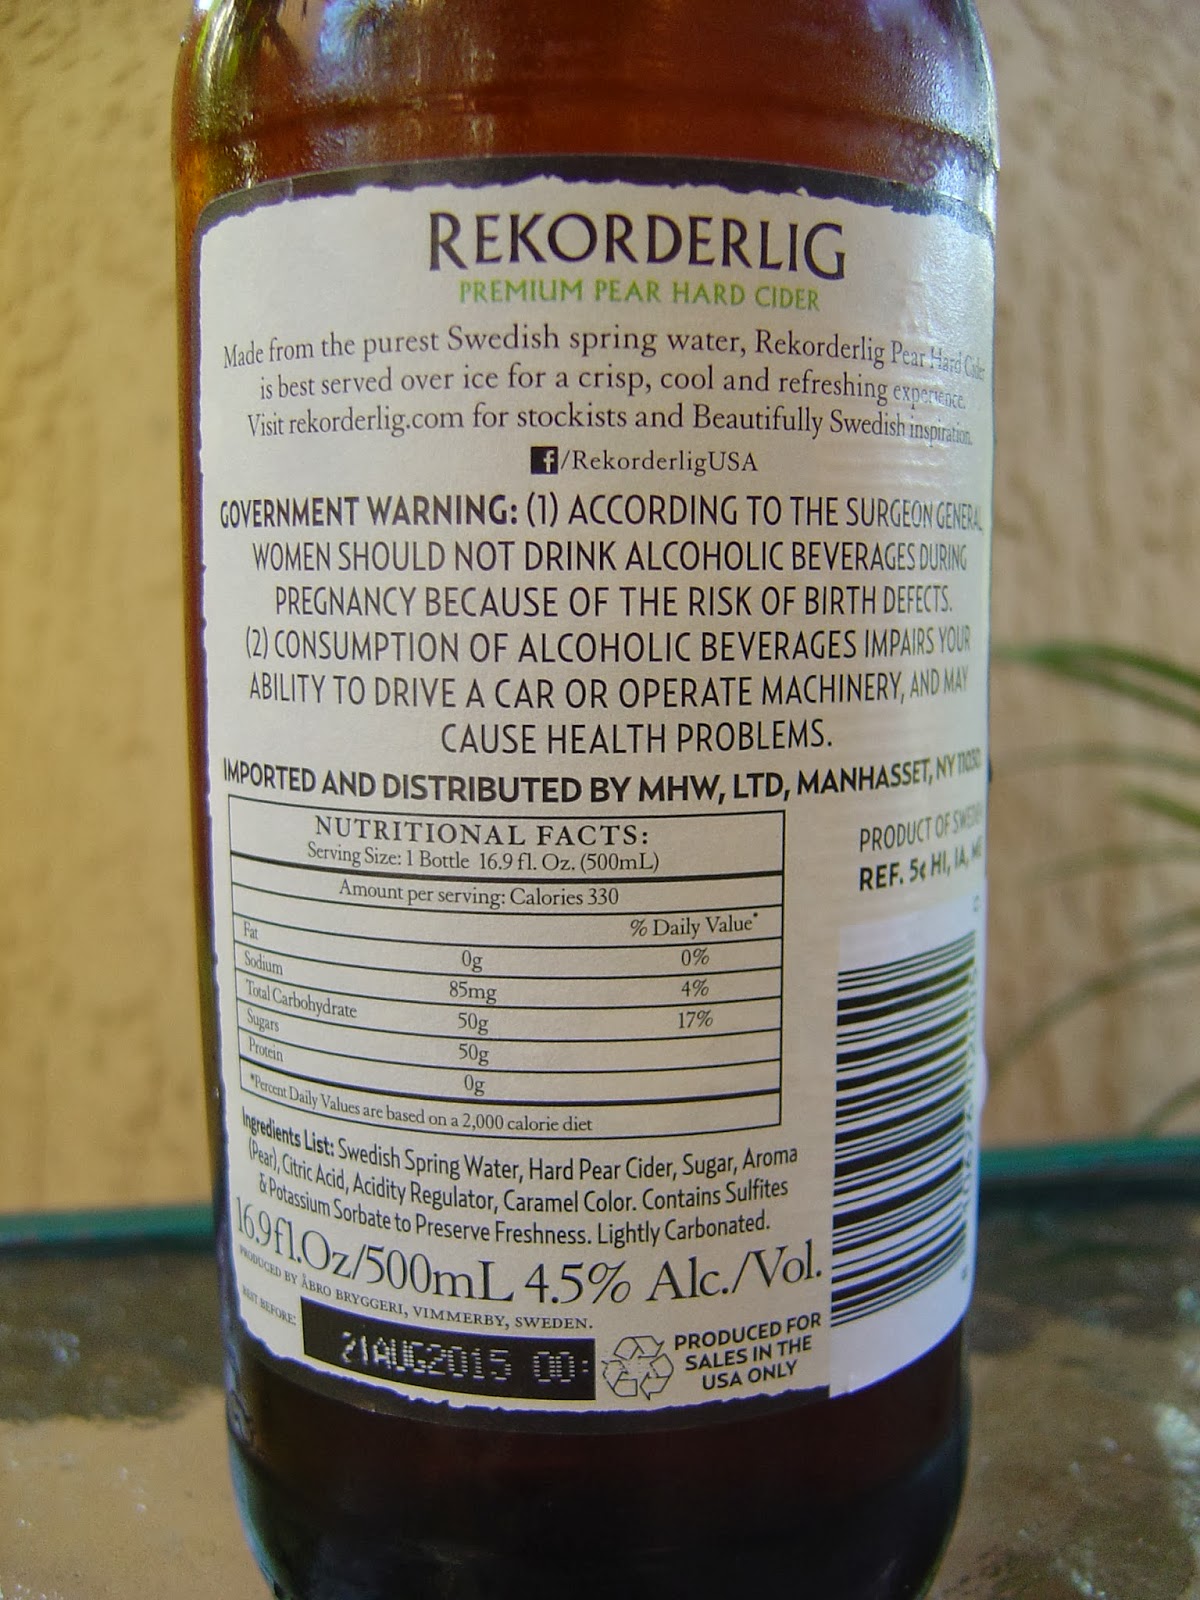 REKORDERLIG
PREMIUM PEAR HARD CIDER
Made from the purest Swedish spring water, Rekorderlig Pear Hard Cider
is best served over ice for a crisp, cool and refreshing experience.
Visit rekorderlig.com for stockists and Beautifully Swedish inspiration.
f/RekorderligUSA
GOVERNMENT WARNING: (1) ACCORDING TO THE SURGEON GENERAL,
WOMEN SHOULD NOT DRINK ALCOHOLIC BEVERAGES DURING
PREGNANCY BECAUSE OF THE RISK OF BIRTH DEFECTS.
(2) CONSUMPTION OF ALCOHOLIC BEVERAGES IMPAIRS YOUR
ABILITY TO DRIVE A CAR OR OPERATE MACHINERY, AND MAY
CAUSE HEALTH PROBLEMS.
IMPORTED AND DISTRIBUTED BY MHW, LTD, MANHASSET, NY 11030
PRODUCT OF SWEDEN
REF. 5¢ HI, IA, ME
NUTRITIONAL FACTS:
Serving Size: 1 Bottle 16.9 fl. Oz. (500mL)
Amount per serving: Calories 330
% Daily Value*
Fat 0g 0%
Sodium 85mg 4%
Total Carbohydrate 50g 17%
Sugars 50g
Protein 0g
*Percent Daily Values are based on a 2,000 calorie diet
Ingredients List: Swedish Spring Water, Hard Pear Cider, Sugar, Aroma
(Pear), Citric Acid, Acidity Regulator, Caramel Color. Contains Sulfites
& Potassium Sorbate to Preserve Freshness. Lightly Carbonated.
16.9fl.Oz/500mL 4.5% Alc./Vol.
PRODUCED BY ÅBRO BRYGGERI, VIMMERBY, SWEDEN.
BEST BEFORE:
21AUG2015 00:
PRODUCED FOR
SALES IN THE
USA ONLY